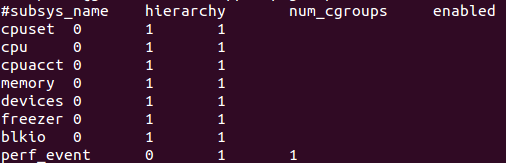 #subsys_name hierarchy num_cgroups enabled
cpuset 0 1 1
cpu 0 1 1
cpuacct 0 1 1
memory 0 1 1
devices 0 1 1
freezer 0 1 1
blkio 0 1 1
perf_event 0 1 1